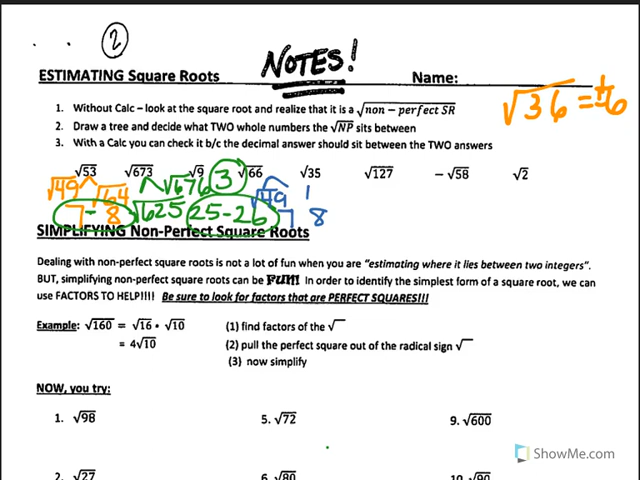 2
NOTES!
ESTIMATING Square Roots Name:
√36 = ±6
1. Without Calc – look at the square root and realize that it is a √non − perfect SR
2. Draw a tree and decide what TWO whole numbers the √NP sits between
3. With a Calc you can check it b/c the decimal answer should sit between the TWO answers
√53 √673 √9 √66 √35 √127 − √58 √2
√49 √64 √676 3 √49
7 - 8 √625 25-26 7 8
SIMPLIFYING Non-Perfect Square Roots
Dealing with non-perfect square roots is not a lot of fun when you are "estimating where it lies between two integers".
BUT, simplifying non-perfect square roots can be FUN! In order to identify the simplest form of a square root, we can
use FACTORS TO HELP!!!! Be sure to look for factors that are PERFECT SQUARES!!!
Example: √160 = √16 • √10 (1) find factors of the √
= 4√10 (2) pull the perfect square out of the radical sign √
(3) now simplify
NOW, you try:
1. √98 5. √72 9. √600
ShowMe.com
2. √27 6. √80 10. √90